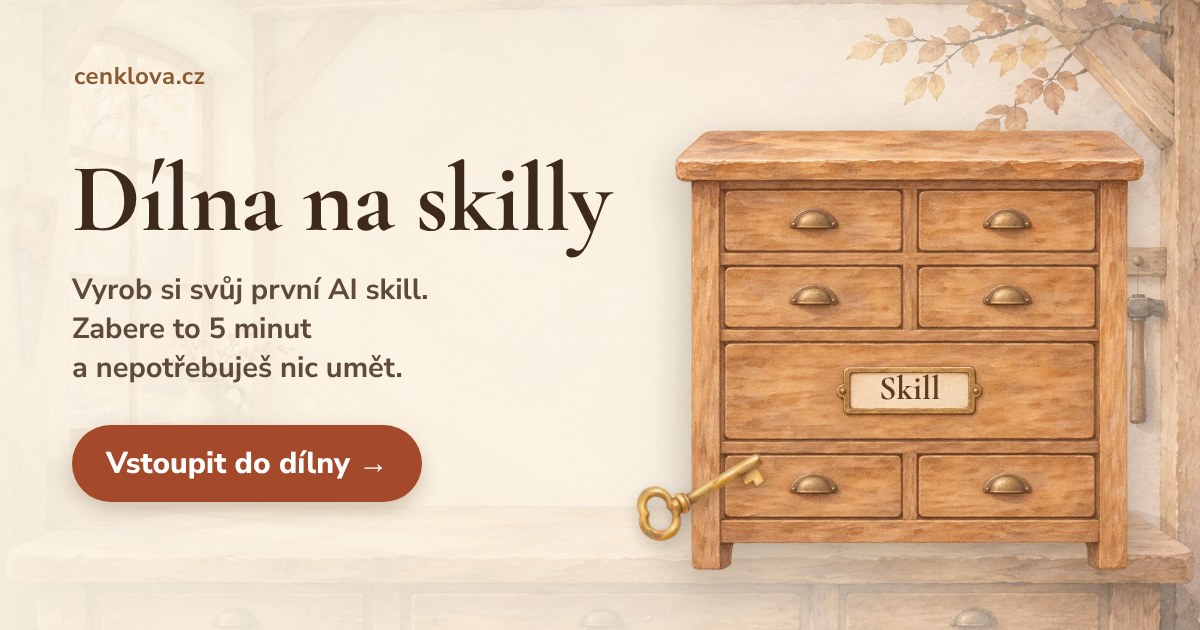 cenklova.cz
Dílna na skilly
Vyrob si svůj první AI skill.
Zabere to 5 minut
a nepotřebuješ nic umět.
Vstoupit do dílny →
Skill